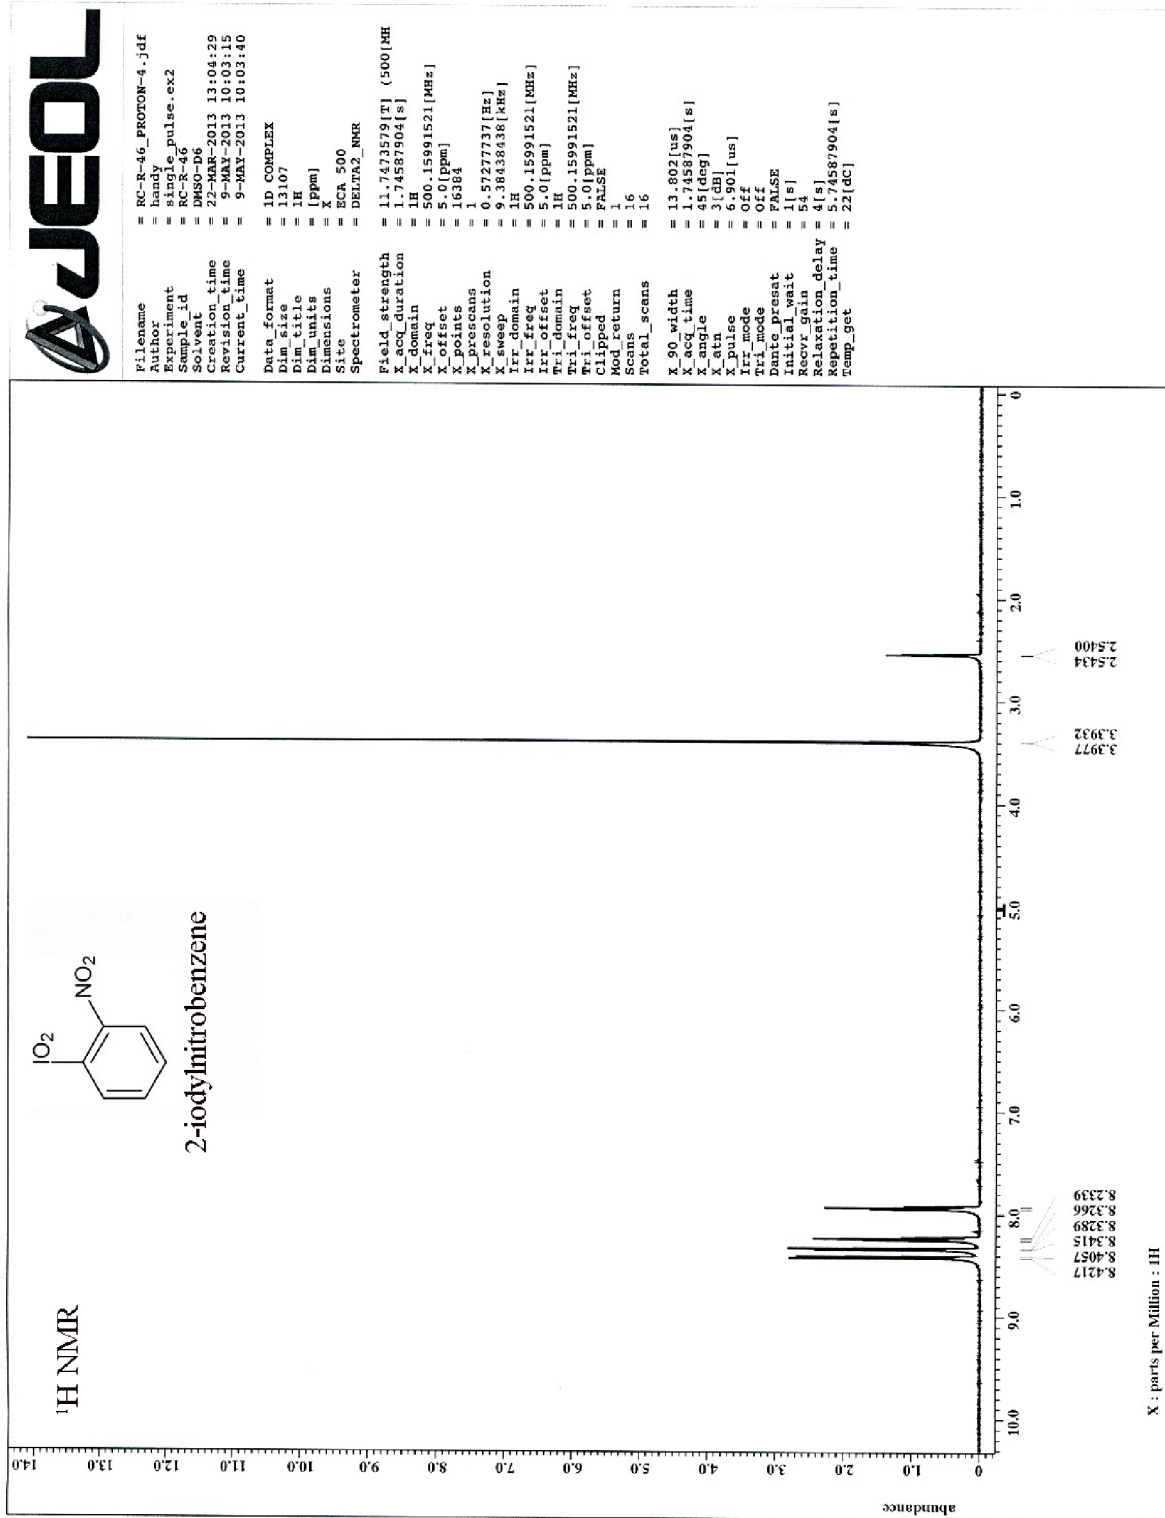 JEOL
Filename = RC-R-46_PROTON-4.jdf
Author = handy
Experiment = single_pulse.ex2
Sample_id = RC-R-46
Solvent = DMSO-D6
Creation_time = 22-MAR-2013 13:04:29
Revision_time = 9-MAY-2013 10:03:15
Current_time = 9-MAY-2013 10:03:40
Data_format = 1D COMPLEX
Dim_size = 13107
Dim_title = 1H
Dim_units = [ppm]
Dimensions = X
Site = ECA 500
Spectrometer = DELTA2_NMR
Field_strength = 11.7473579[T] (500[MH
X_acq_duration = 1.74587904[s]
X_domain = 1H
X_freq = 500.15991521[MHz]
X_offset = 5.0[ppm]
X_points = 16384
X_prescans = 1
X_resolution = 0.57277737[Hz]
X_sweep = 9.38438438[kHz]
Irr_domain = 1H
Irr_freq = 500.15991521[MHz]
Irr_offset = 5.0[ppm]
Tri_domain = 1H
Tri_freq = 500.15991521[MHz]
Tri_offset = 5.0[ppm]
Clipped = FALSE
Mod_return = 1
Scans = 16
Total_scans = 16
X_90_width = 13.802[us]
X_acq_time = 1.74587904[s]
X_angle = 45[deg]
X_atn = 3[dB]
X_pulse = 6.901[us]
Irr_mode = Off
Tri_mode = Off
Dante_presat = FALSE
Initial_wait = 1[s]
Recvr_gain = 54
Relaxation_delay = 4[s]
Repetition_time = 5.74587904[s]
Temp_get = 22[dC]
¹H NMR
IO₂
NO₂
2-iodylnitrobenzene
abundance
14.0
13.0
12.0
11.0
10.0
9.0
8.0
7.0
6.0
5.0
4.0
3.0
2.0
1.0
0
10.0 9.0 8.0 7.0 6.0 5.0 4.0 3.0 2.0 1.0 0
8.4217
8.4057
8.3415
8.3289
8.3266
8.2339
3.3977
3.3932
2.5434
2.5400
X : parts per Million : 1H